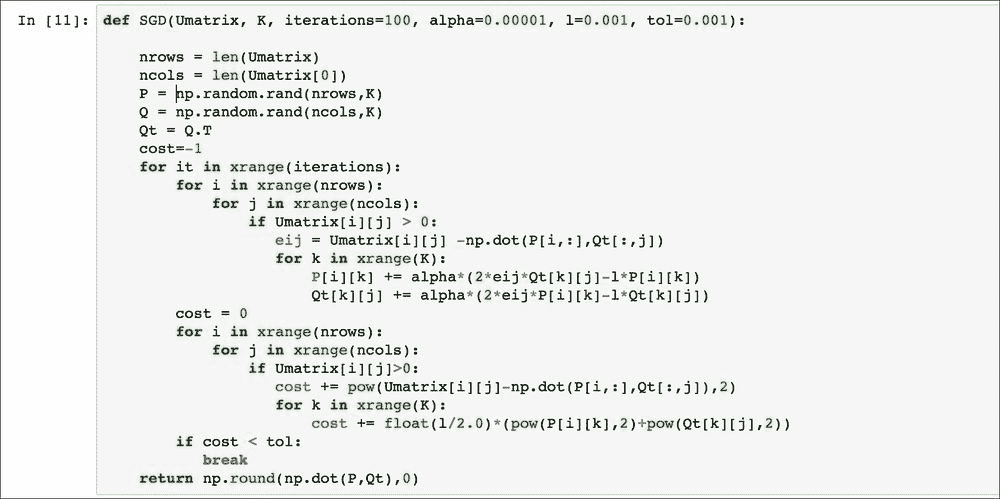 In [11]: def SGD(Umatrix, K, iterations=100, alpha=0.00001, l=0.001, tol=0.001):
nrows = len(Umatrix)
ncols = len(Umatrix[0])
P = np.random.rand(nrows,K)
Q = np.random.rand(ncols,K)
Qt = Q.T
cost=-1
for it in xrange(iterations):
for i in xrange(nrows):
for j in xrange(ncols):
if Umatrix[i][j] > 0:
eij = Umatrix[i][j] -np.dot(P[i,:],Qt[:,j])
for k in xrange(K):
P[i][k] += alpha*(2*eij*Qt[k][j]-l*P[i][k])
Qt[k][j] += alpha*(2*eij*P[i][k]-l*Qt[k][j])
cost = 0
for i in xrange(nrows):
for j in xrange(ncols):
if Umatrix[i][j]>0:
cost += pow(Umatrix[i][j]-np.dot(P[i,:],Qt[:,j]),2)
for k in xrange(K):
cost += float(l/2.0)*(pow(P[i][k],2)+pow(Qt[k][j],2))
if cost < tol:
break
return np.round(np.dot(P,Qt),0)